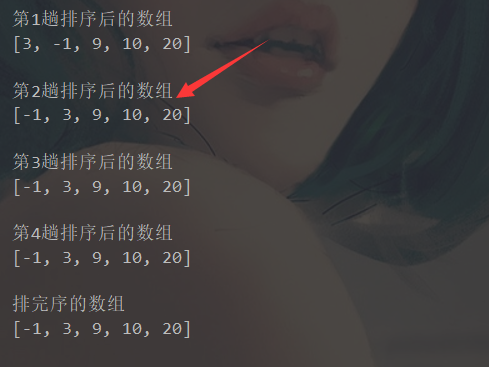 第1趟排序后的数组
[3, -1, 9, 10, 20]
第2趟排序后的数组
[-1, 3, 9, 10, 20]
第3趟排序后的数组
[-1, 3, 9, 10, 20]
第4趟排序后的数组
[-1, 3, 9, 10, 20]
排完序的数组
[-1, 3, 9, 10, 20]